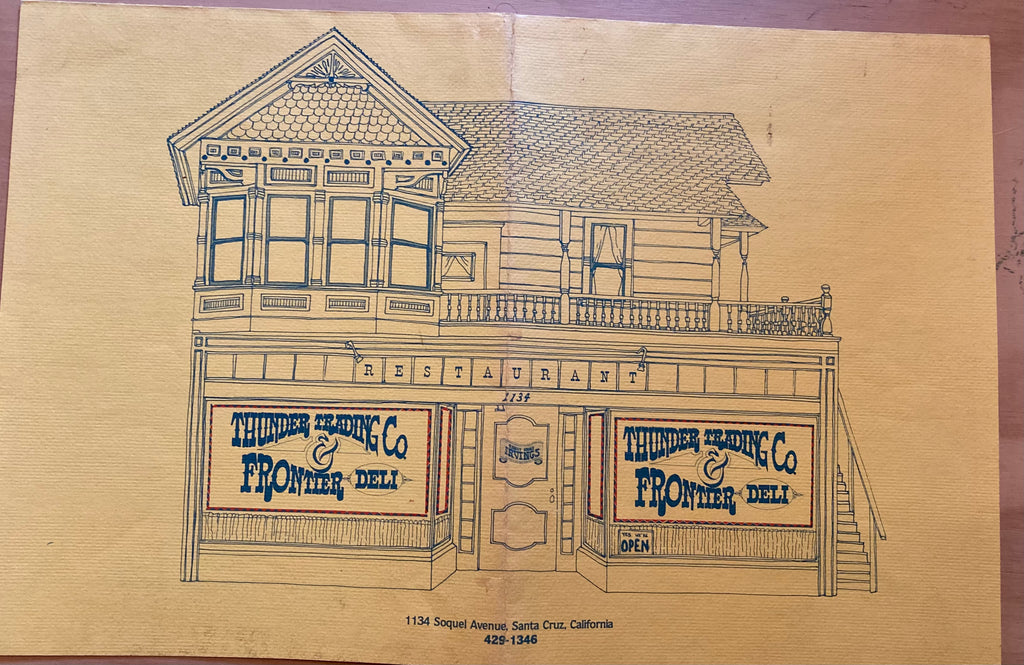 RESTAURANT
1134
THUNDER TRADING CO.
&
FRONTIER DELI
IRVINGS
THUNDER TRADING CO.
&
FRONTIER DELI
YES, WE'RE
OPEN
1134 Soquel Avenue, Santa Cruz, California
429-1346